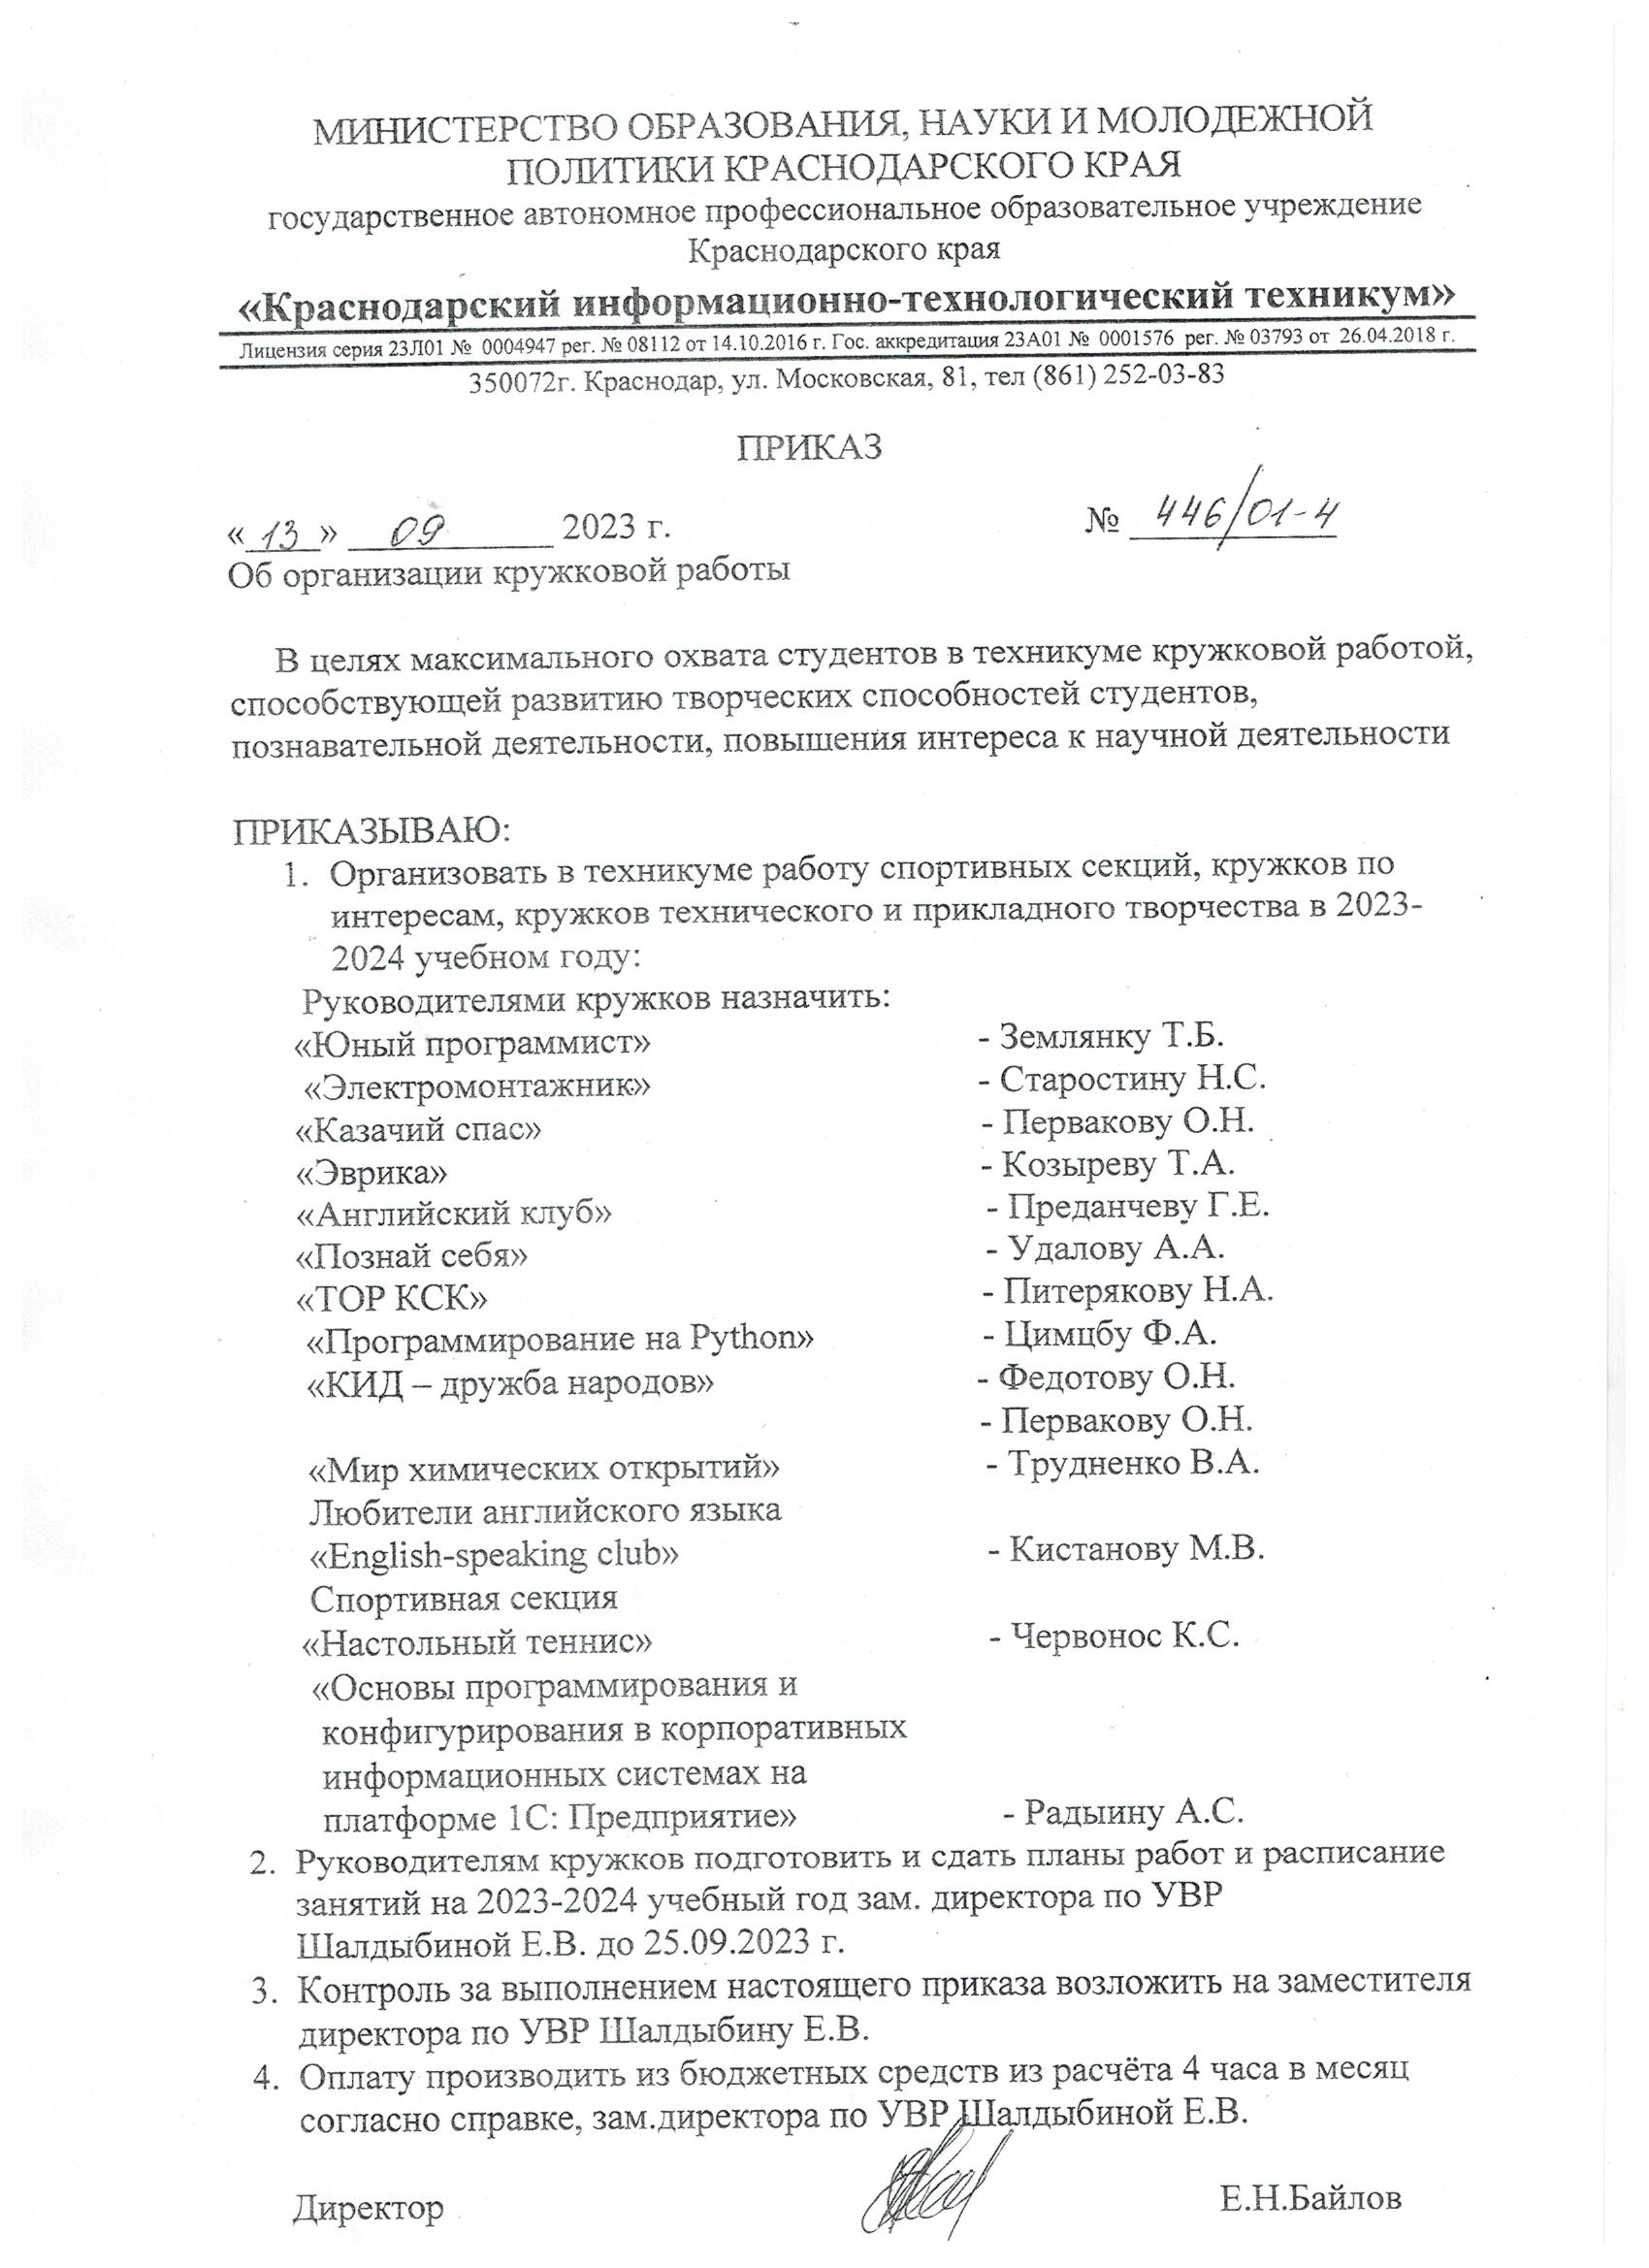 МИНИСТЕРСТВО ОБРАЗОВАНИЯ, НАУКИ И МОЛОДЕЖНОЙ
ПОЛИТИКИ КРАСНОДАРСКОГО КРАЯ
государственное автономное профессиональное образовательное учреждение
Краснодарского края
«Краснодарский информационно-технологический техникум»
Лицензия серия 23Л01 № 0004947 рег. № 08112 от 14.10.2016 г. Гос. аккредитация 23А01 № 0001576 рег. № 03793 от 26.04.2018 г.
350072г. Краснодар, ул. Московская, 81, тел (861) 252-03-83
ПРИКАЗ
«13» 09 2023 г. № 446/01-4
Об организации кружковой работы
В целях максимального охвата студентов в техникуме кружковой работой,
способствующей развитию творческих способностей студентов,
познавательной деятельности, повышения интереса к научной деятельности
ПРИКАЗЫВАЮ:
1. Организовать в техникуме работу спортивных секций, кружков по
интересам, кружков технического и прикладного творчества в 2023-
2024 учебном году:
Руководителями кружков назначить:
«Юный программист» - Землянку Т.Б.
«Электромонтажник» - Старостину Н.С.
«Казачий спас» - Первакову О.Н.
«Эврика» - Козыреву Т.А.
«Английский клуб» - Преданчеву Г.Е.
«Познай себя» - Удалову А.А.
«ТОР КСК» - Питерякову Н.А.
«Программирование на Python» - Цимцбу Ф.А.
«КИД – дружба народов» - Федотову О.Н.
- Первакову О.Н.
«Мир химических открытий» - Трудненко В.А.
Любители английского языка
«English-speaking club» - Кистанову М.В.
Спортивная секция
«Настольный теннис» - Червонос К.С.
«Основы программирования и
конфигурирования в корпоративных
информационных системах на
платформе 1С: Предприятие» - Радыину А.С.
2. Руководителям кружков подготовить и сдать планы работ и расписание
занятий на 2023-2024 учебный год зам. директора по УВР
Шалдыбиной Е.В. до 25.09.2023 г.
3. Контроль за выполнением настоящего приказа возложить на заместителя
директора по УВР Шалдыбину Е.В.
4. Оплату производить из бюджетных средств из расчёта 4 часа в месяц
согласно справке, зам.директора по УВР Шалдыбиной Е.В.
Директор Е.Н.Байлов